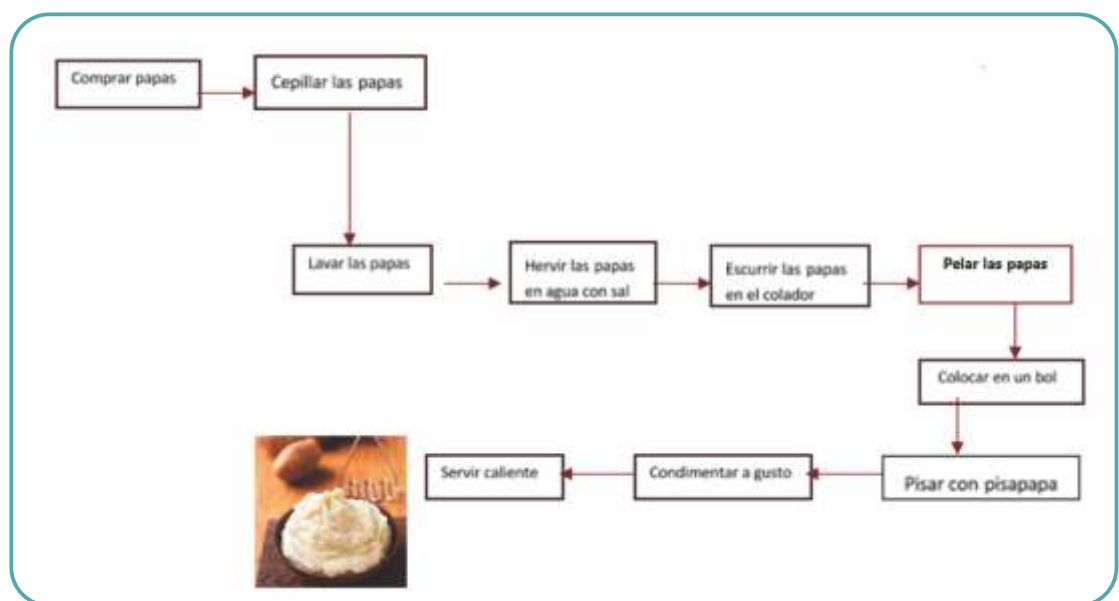 Comprar papas
Cepillar las papas
Lavar las papas
Hervir las papas
en agua con sal
Escurrir las papas
en el colador
Pelar las papas
Colocar en un bol
Pisar con pisapapa
Condimentar a gusto
Servir caliente